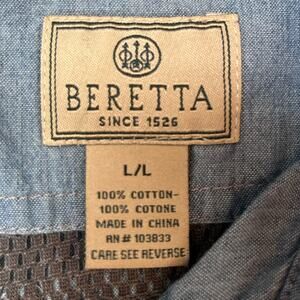 BERETTA
SINCE 1526
L/L
100% COTTON-
100% COTONE
MADE IN CHINA
RN# 103833
CARE SEE REVERSE